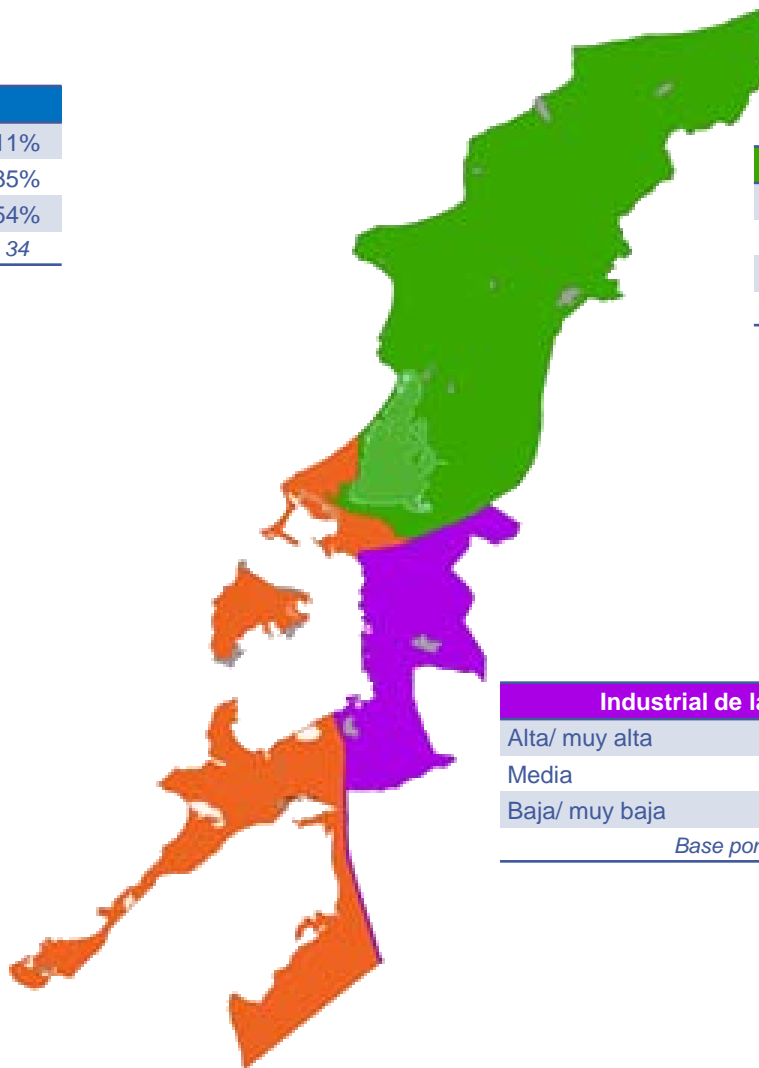 11%
35%
54%
34
Industrial de la
Alta/ muy alta
Media
Baja/ muy baja
Base por